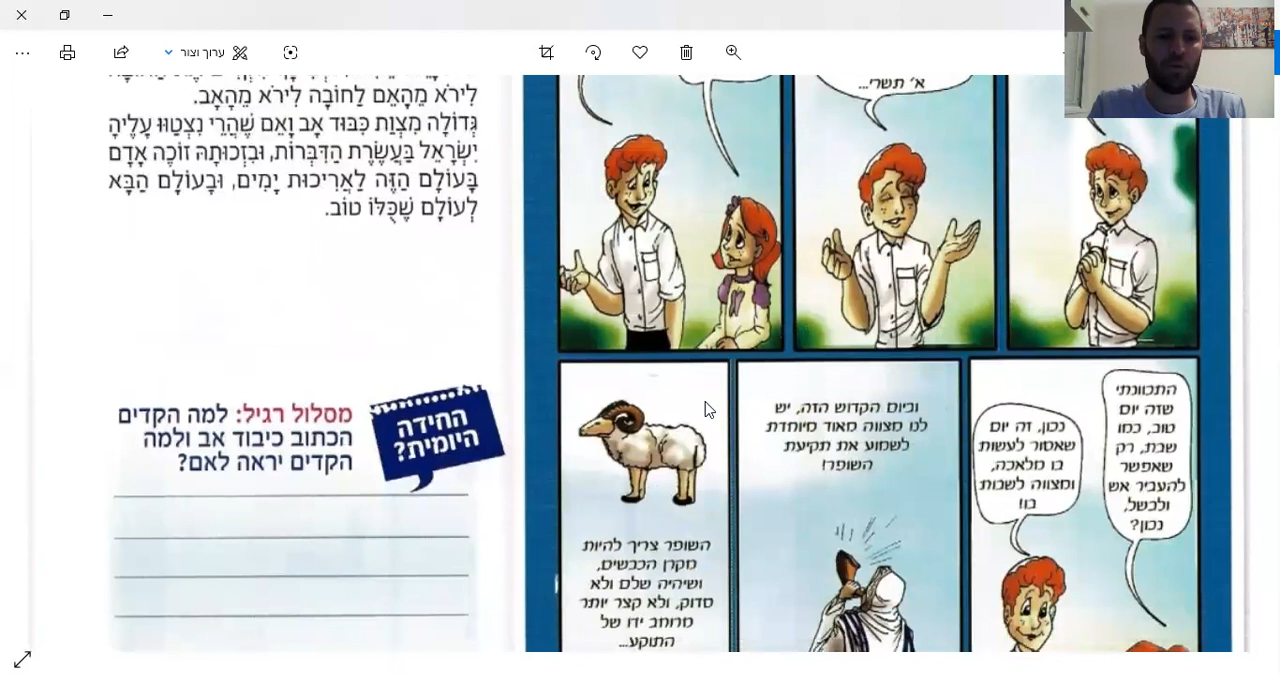 ערוך וצור
א' תשרי...
התכוונתי
שזה יום
טוב, כמו
שבת, רק
שאפשר
להעביר אש
ולבשל,
נכון?
נכון, זה יום
שאסור לעשות
בו מלאכה,
ומצווה לשבות
בו!
וביום הקדוש הזה, יש
לנו מצווה מאוד מיוחדת
לשמוע את תקיעת
השופר!
השופר צריך להיות
מקרן הכבשים,
ושיהיה שלם ולא
סדוק, ולא קצר יותר
מרוחב ידו של
התוקע...
לִירֹא מֵהָאֵם לַחוֹבָה לִירֹא מֵהָאָב.
גְּדוֹלָה מִצְוַת כִּבּוּד אָב וָאֵם שֶׁהֲרֵי נִצְטַוּוּ עָלֶיהָ
יִשְׂרָאֵל בַּעֲשֶׂרֶת הַדִּבְּרוֹת, וּבִזְכוּתָהּ זוֹכֶה אָדָם
בָּעוֹלָם הַזֶּה לַאֲרִיכוּת יָמִים, וּבָעוֹלָם הַבָּא
לְעוֹלָם שֶׁכֻּלּוֹ טוֹב.
החידה
היומית?
מסלול רגיל: למה הקדים
הכתוב כיבוד אב ולמה
הקדים יראה לאם?